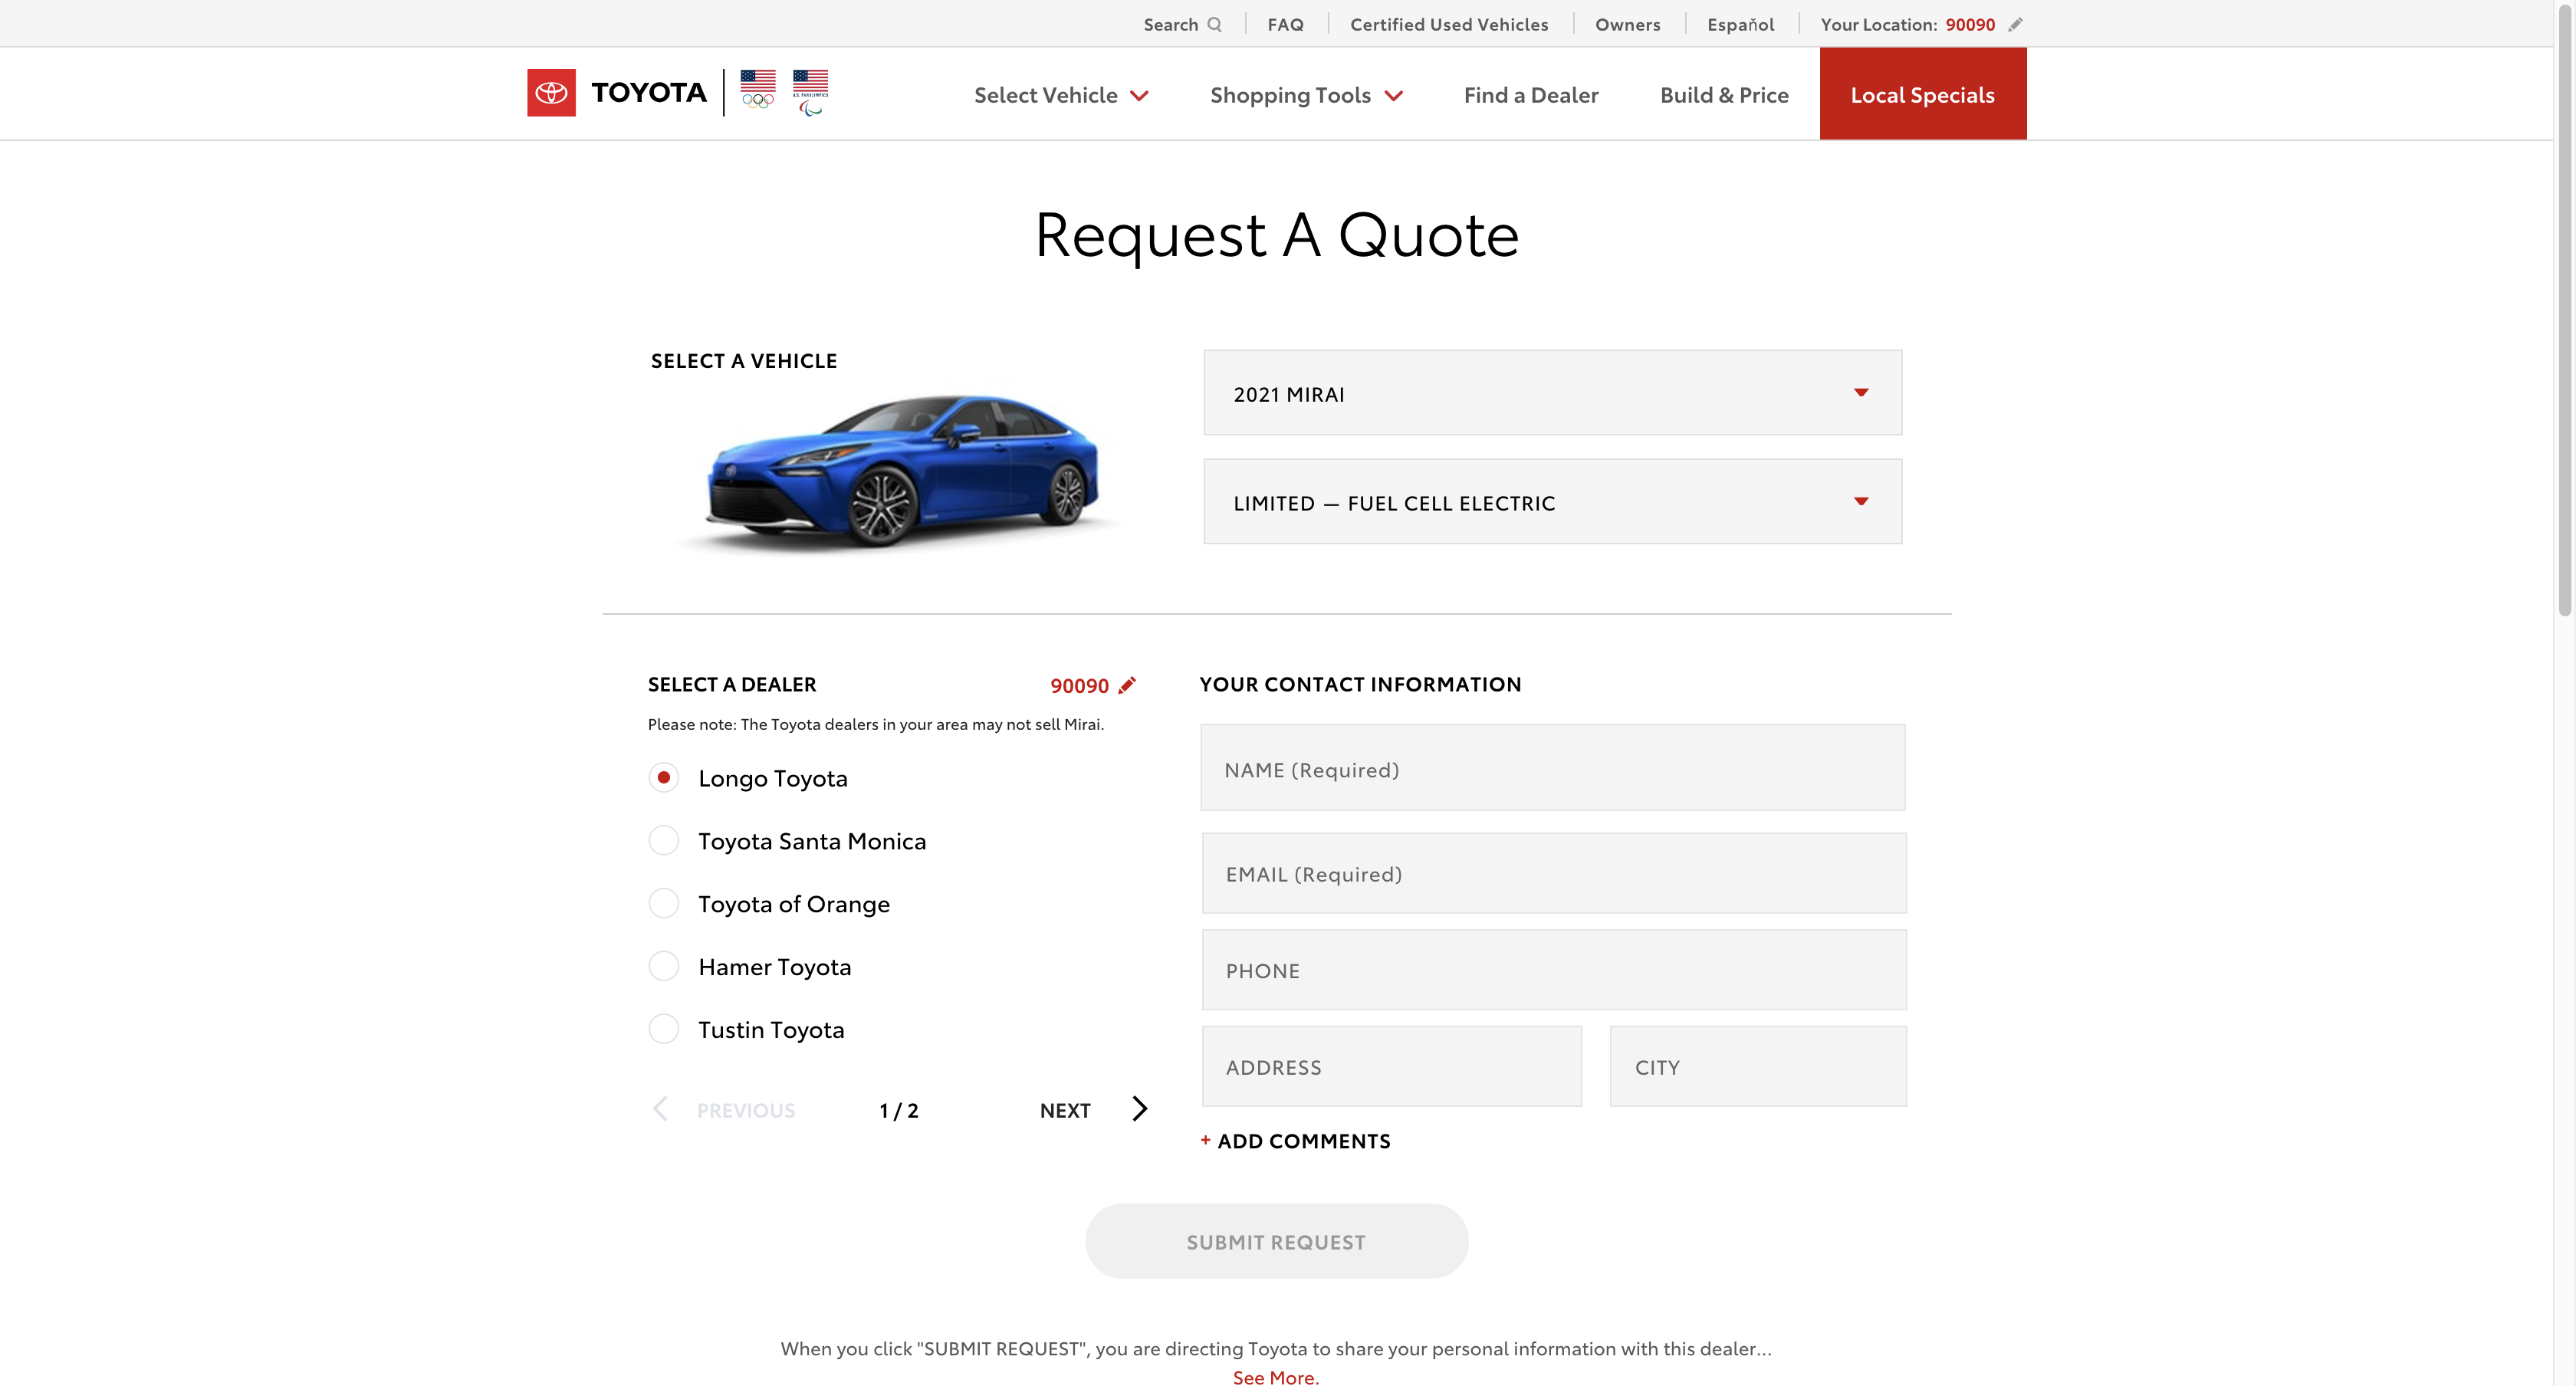 Search
FAQ
Certified Used Vehicles
Owners
Espaňol
Your Location: 90090
TOYOTA
U.S. PARALYMPICS
Select Vehicle
Shopping Tools
Find a Dealer
Build & Price
Local Specials
Request A Quote
SELECT A VEHICLE
2021 MIRAI
LIMITED — FUEL CELL ELECTRIC
SELECT A DEALER
90090
Please note: The Toyota dealers in your area may not sell Mirai.
Longo Toyota
Toyota Santa Monica
Toyota of Orange
Hamer Toyota
Tustin Toyota
PREVIOUS
1 / 2
NEXT
YOUR CONTACT INFORMATION
NAME (Required)
EMAIL (Required)
PHONE
ADDRESS
CITY
+ ADD COMMENTS
SUBMIT REQUEST
When you click "SUBMIT REQUEST", you are directing Toyota to share your personal information with this dealer...
See More.